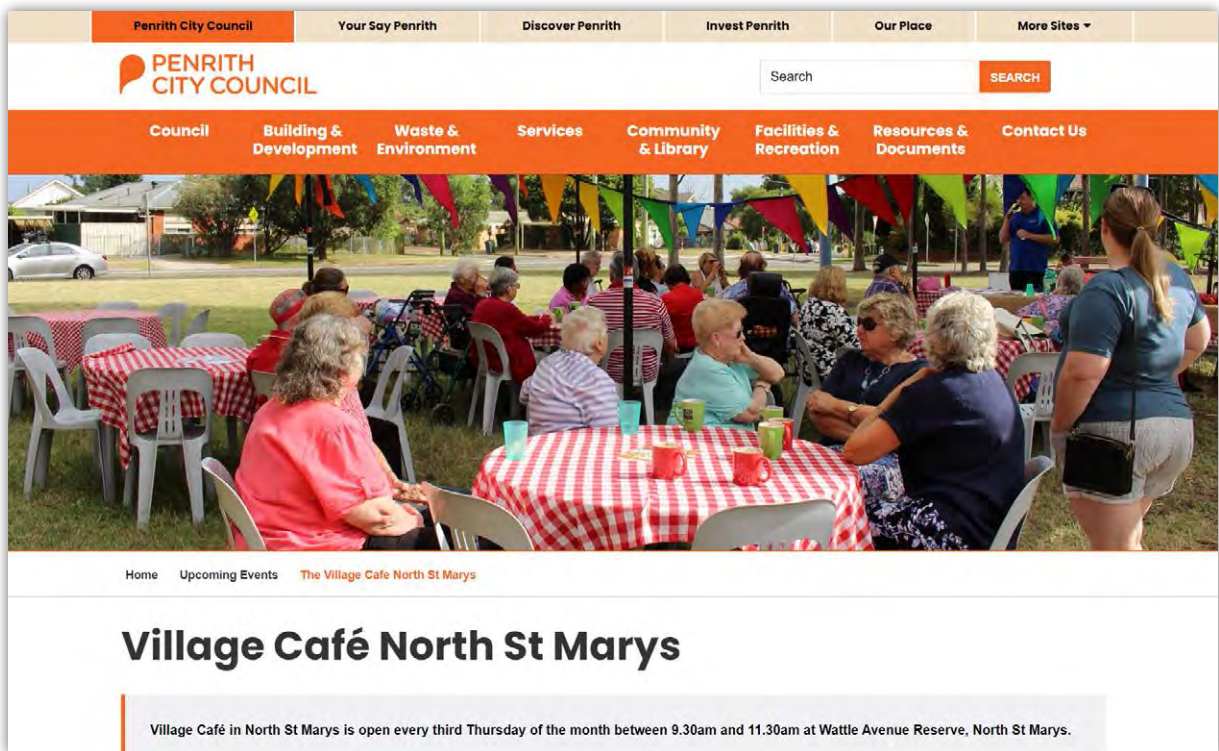 Penrith City Council Your Say Penrith Discover Penrith Invest Penrith Our Place More Sites
PENRITH
CITY COUNCIL
Search SEARCH
Council Building & Development Waste & Environment Services Community & Library Facilities & Recreation Resources & Documents Contact Us
Home Upcoming Events The Village Cafe North St Marys
Village Café North St Marys
Village Café in North St Marys is open every third Thursday of the month between 9.30am and 11.30am at Wattle Avenue Reserve, North St Marys.